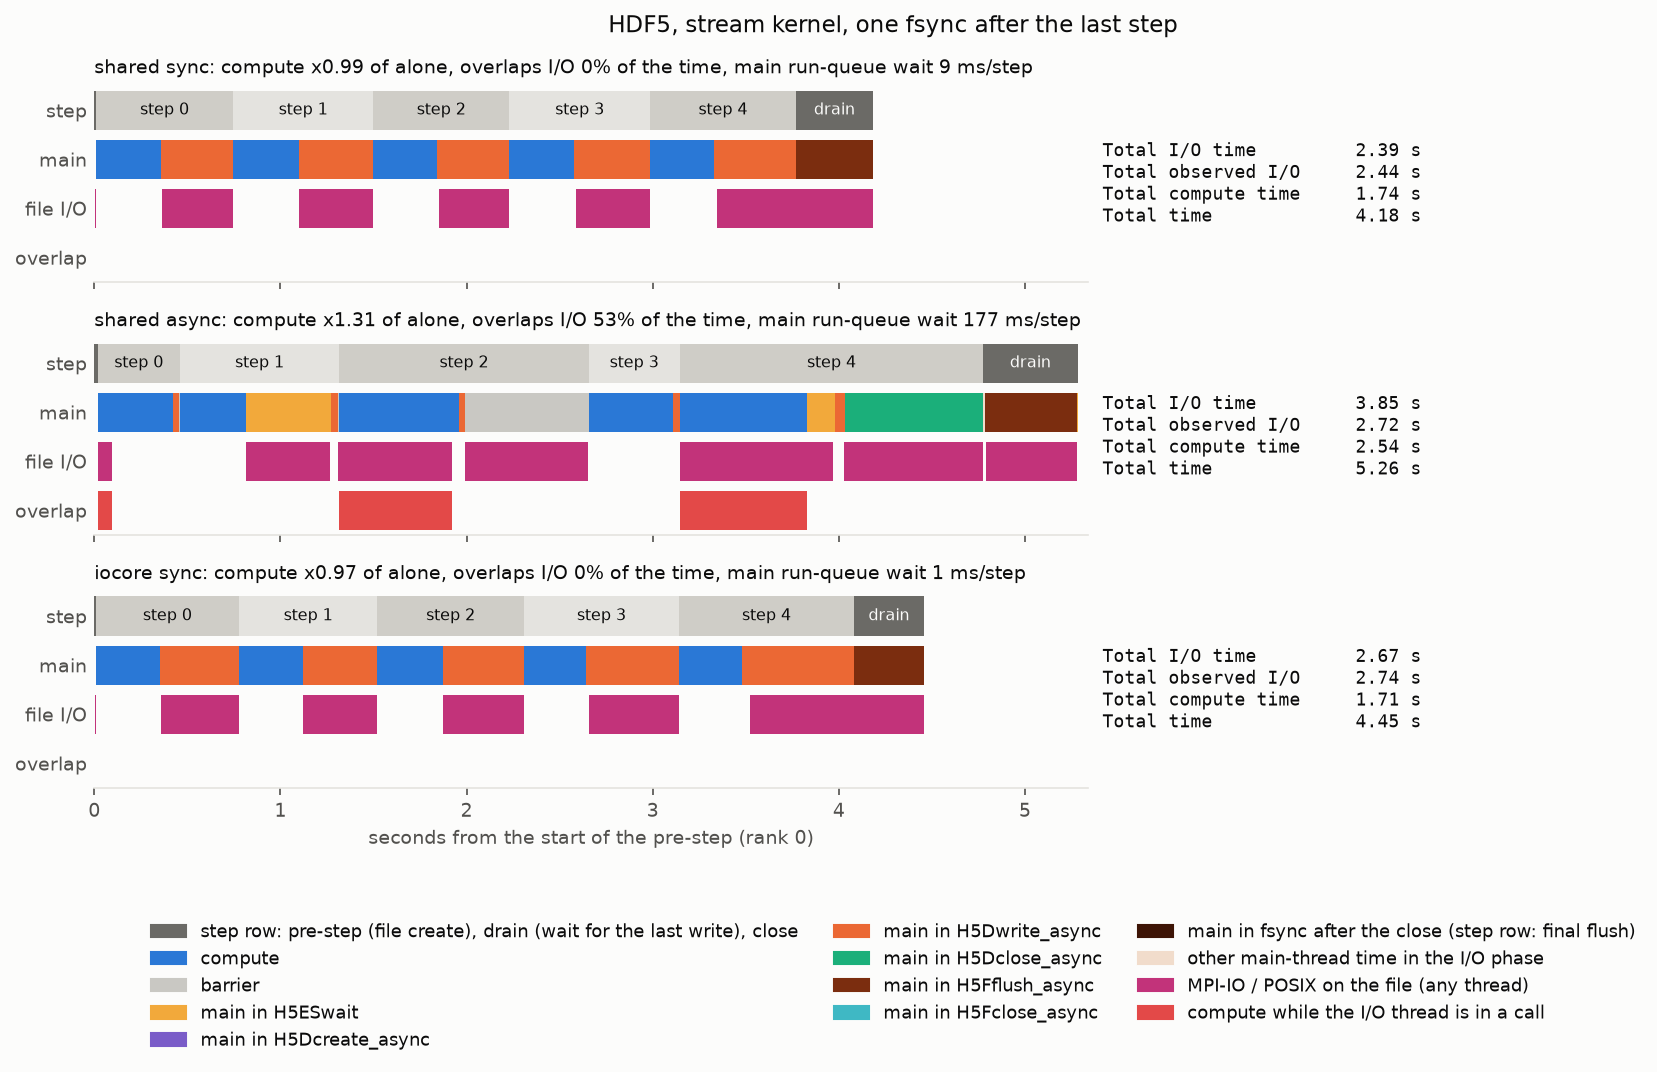 HDF5, stream kernel, one fsync after the last step
shared sync: compute x0.99 of alone, overlaps I/O 0% of the time, main run-queue wait 9 ms/step
step
step 0
step 1
step 2
step 3
step 4
drain
main
file I/O
overlap
Total I/O time 2.39 s
Total observed I/O 2.44 s
Total compute time 1.74 s
Total time 4.18 s
shared async: compute x1.31 of alone, overlaps I/O 53% of the time, main run-queue wait 177 ms/step
step
step 0
step 1
step 2
step 3
step 4
drain
main
file I/O
overlap
Total I/O time 3.85 s
Total observed I/O 2.72 s
Total compute time 2.54 s
Total time 5.26 s
iocore sync: compute x0.97 of alone, overlaps I/O 0% of the time, main run-queue wait 1 ms/step
step
step 0
step 1
step 2
step 3
step 4
drain
main
file I/O
overlap
Total I/O time 2.67 s
Total observed I/O 2.74 s
Total compute time 1.71 s
Total time 4.45 s
0 1 2 3 4 5
seconds from the start of the pre-step (rank 0)
step row: pre-step (file create), drain (wait for the last write), close
compute
barrier
main in H5ESwait
main in H5Dcreate_async
main in H5Dwrite_async
main in H5Dclose_async
main in H5Fflush_async
main in H5Fclose_async
main in fsync after the close (step row: final flush)
other main-thread time in the I/O phase
MPI-IO / POSIX on the file (any thread)
compute while the I/O thread is in a call